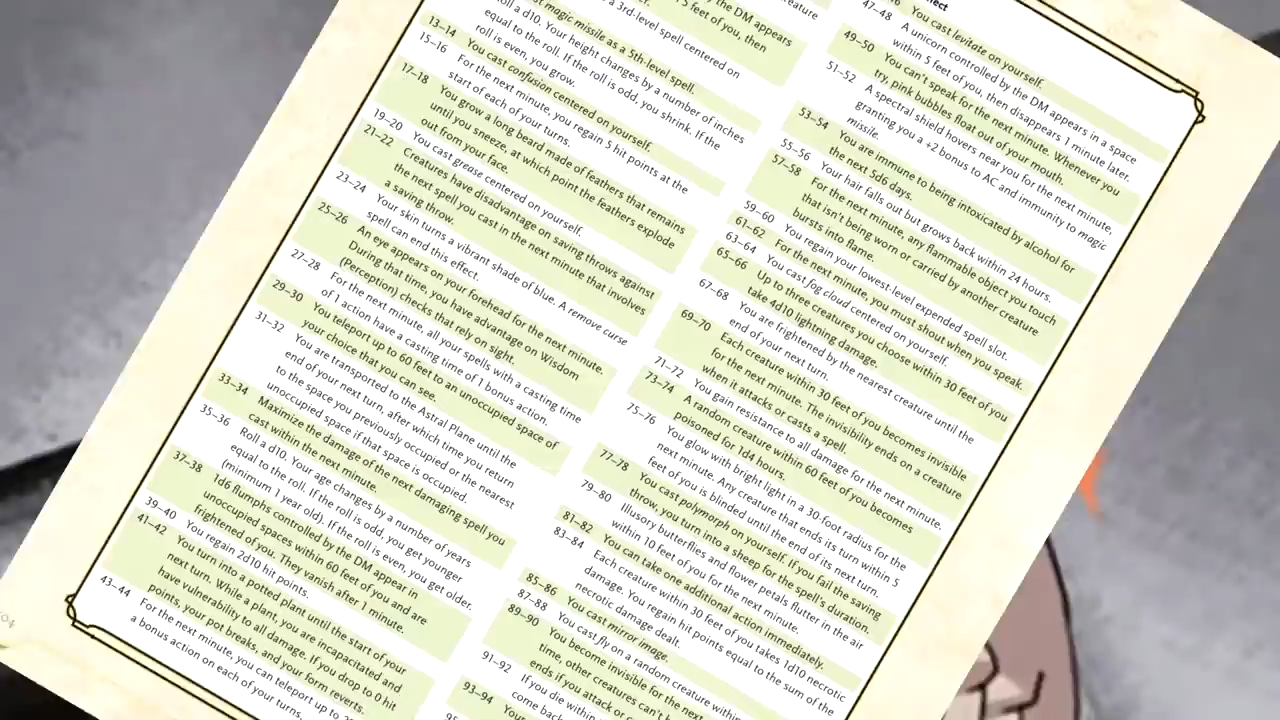 the DM appears
5 feet of you, then
a 3rd-level spell centered on
roll a d10. Your height changes by a number of inches
equal to the roll. If the roll is odd, you shrink. If the
roll is even, you grow.
magic missile as a 5th-level spell.
13–14 You cast confusion centered on yourself.
15–16 For the next minute, you regain 5 hit points at the
start of each of your turns.
17–18 You grow a long beard made of feathers that remains
until you sneeze, at which point the feathers explode
out from your face.
19–20 You cast grease centered on yourself.
21–22 Creatures have disadvantage on saving throws against
the next spell you cast in the next minute that involves
a saving throw.
23–24 Your skin turns a vibrant shade of blue. A remove curse
spell can end this effect.
25–26 An eye appears on your forehead for the next minute.
During that time, you have advantage on Wisdom
(Perception) checks that rely on sight.
27–28 For the next minute, all your spells with a casting time
of 1 action have a casting time of 1 bonus action.
29–30 You teleport up to 60 feet to an unoccupied space of
your choice that you can see.
31–32 You are transported to the Astral Plane until the
end of your next turn, after which time you return
to the space you previously occupied or the nearest
unoccupied space if that space is occupied.
33–34 Maximize the damage of the next damaging spell you
cast within the next minute.
35–36 Roll a d10. Your age changes by a number of years
equal to the roll. If the roll is odd, you get younger
(minimum 1 year old). If the roll is even, you get older.
37–38 1d6 flumphs controlled by the DM appear in
unoccupied spaces within 60 feet of you and are
frightened of you. They vanish after 1 minute.
39–40 You regain 2d10 hit points.
41–42 You turn into a potted plant until the start of your
next turn. While a plant, you are incapacitated and
have vulnerability to all damage. If you drop to 0 hit
points, your pot breaks, and your form reverts.
43–44 For the next minute, you can teleport up to
a bonus action on each of your turns.
You cast levitate on yourself.
47–48 A unicorn controlled by the DM appears in a space
within 5 feet of you, then disappears 1 minute later.
49–50 You can't speak for the next minute. Whenever you
try, pink bubbles float out of your mouth.
51–52 A spectral shield hovers near you for the next minute,
granting you a +2 bonus to AC and immunity to magic
missile.
53–54 You are immune to being intoxicated by alcohol for
the next 5d6 days.
55–56 Your hair falls out but grows back within 24 hours.
57–58 For the next minute, any flammable object you touch
that isn't being worn or carried by another creature
bursts into flame.
59–60 You regain your lowest-level expended spell slot.
61–62 For the next minute, you must shout when you speak.
63–64 You cast fog cloud centered on yourself.
65–66 Up to three creatures you choose within 30 feet of you
take 4d10 lightning damage.
67–68 You are frightened by the nearest creature until the
end of your next turn.
69–70 Each creature within 30 feet of you becomes invisible
for the next minute. The invisibility ends on a creature
when it attacks or casts a spell.
71–72 You gain resistance to all damage for the next minute.
73–74 A random creature within 60 feet of you becomes
poisoned for 1d4 hours.
75–76 You glow with bright light in a 30-foot radius for the
next minute. Any creature that ends its turn within 5
feet of you is blinded until the end of its next turn.
77–78 You cast polymorph on yourself. If you fail the saving
throw, you turn into a sheep for the spell's duration.
79–80 Illusory butterflies and flower petals flutter in the air
within 10 feet of you for the next minute.
81–82 You can take one additional action immediately.
83–84 Each creature within 30 feet of you takes 1d10 necrotic
damage. You regain hit points equal to the sum of the
necrotic damage dealt.
85–86 You cast mirror image.
87–88 You cast fly on a random creature within
89–90 You become invisible for the next
time, other creatures can't
ends if you attack or
91–92 If you die within
come back
93–94 Your